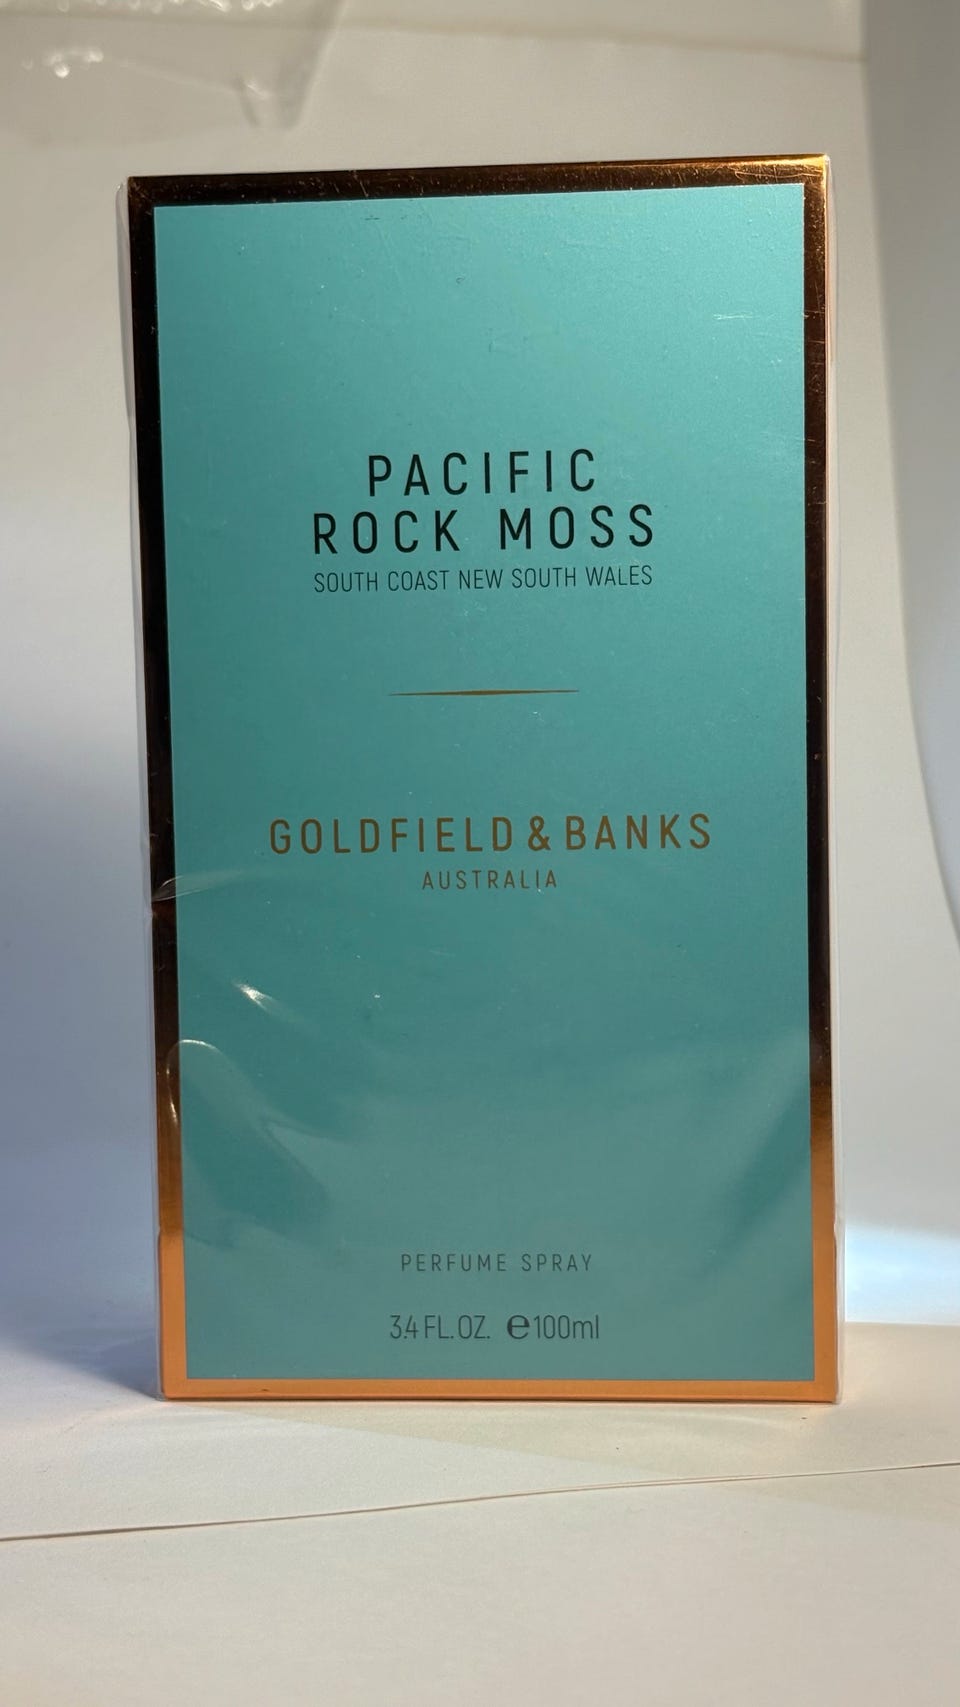 PACIFIC
ROCK MOSS
SOUTH COAST NEW SOUTH WALES
GOLDFIELD & BANKS
AUSTRALIA
PERFUME SPRAY
3.4 FL. OZ. ℮100ml